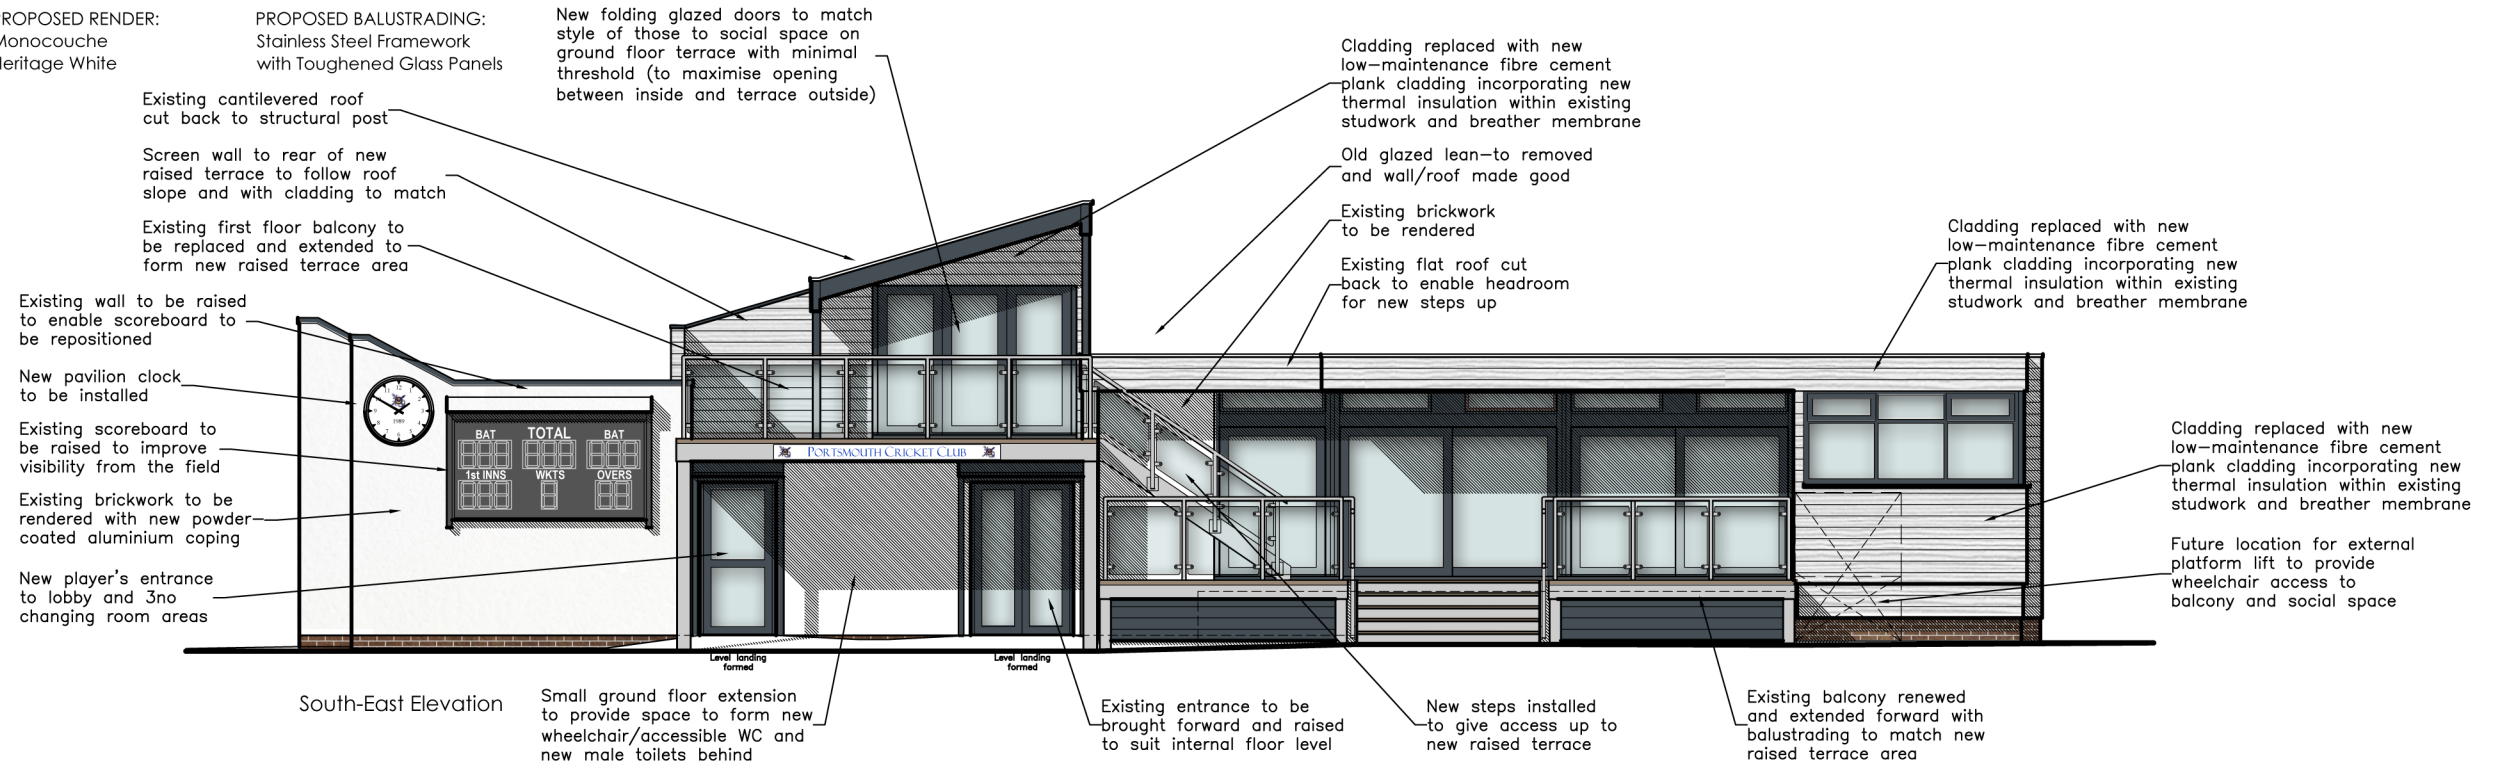 PROPOSED RENDER:
Monocouche
Heritage White
PROPOSED BALUSTRADING:
Stainless Steel Framework
with Toughened Glass Panels
New folding glazed doors to match
style of those to social space on
ground floor terrace with minimal
threshold (to maximise opening
between inside and terrace outside)
Existing cantilevered roof
cut back to structural post
Screen wall to rear of new
raised terrace to follow roof
slope and with cladding to match
Existing first floor balcony to
be replaced and extended to
form new raised terrace area
Existing wall to be raised
to enable scoreboard to
be repositioned
New pavilion clock
to be installed
Existing scoreboard to
be raised to improve
visibility from the field
Existing brickwork to be
rendered with new powder
coated aluminium coping
New player's entrance
to lobby and 3no
changing room areas
Cladding replaced with new
low-maintenance fibre cement
plank cladding incorporating new
thermal insulation within existing
studwork and breather membrane
Old glazed lean-to removed
and wall/roof made good
Existing brickwork
to be rendered
Existing flat roof cut
back to enable headroom
for new steps up
Cladding replaced with new
low-maintenance fibre cement
plank cladding incorporating new
thermal insulation within existing
studwork and breather membrane
Cladding replaced with new
low-maintenance fibre cement
plank cladding incorporating new
thermal insulation within existing
studwork and breather membrane
Future location for external
platform lift to provide
wheelchair access to
balcony and social space
1989
BAT TOTAL BAT
1st INNS WKTS OVERS
PORTSMOUTH CRICKET CLUB
Level landing
formed
Level landing
formed
South-East Elevation
Small ground floor extension
to provide space to form new
wheelchair/accessible WC and
new male toilets behind
Existing entrance to be
brought forward and raised
to suit internal floor level
New steps installed
to give access up to
new raised terrace
Existing balcony renewed
and extended forward with
balustrading to match new
raised terrace area